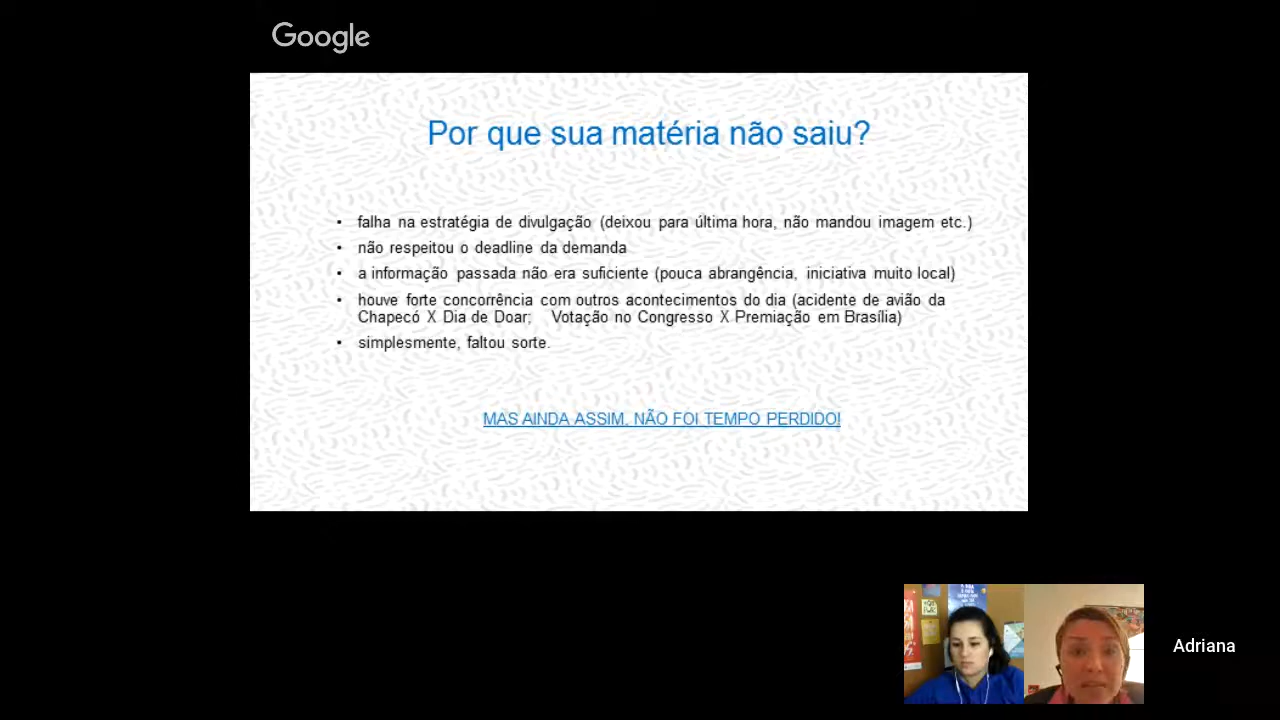 Google
Por que sua matéria não saiu?
• falha na estratégia de divulgação (deixou para última hora, não mandou imagem etc.)
• não respeitou o deadline da demanda
• a informação passada não era suficiente (pouca abrangência, iniciativa muito local)
• houve forte concorrência com outros acontecimentos do dia (acidente de avião da
Chapecó X Dia de Doar; Votação no Congresso X Premiação em Brasília)
• simplesmente, faltou sorte.
MAS AINDA ASSIM, NÃO FOI TEMPO PERDIDO!
Adriana